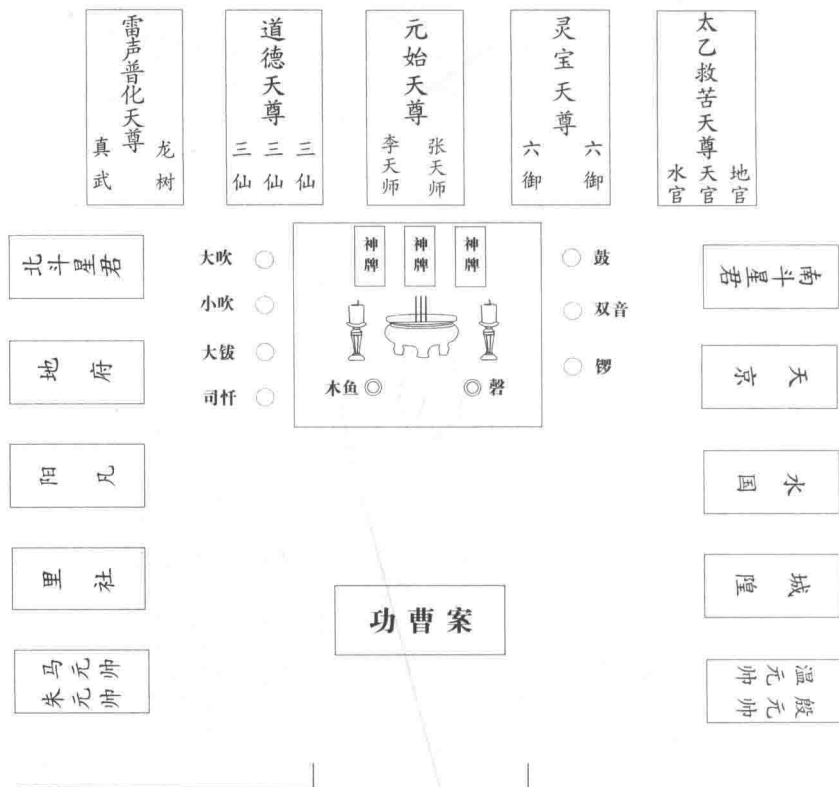 雷声普化天尊
真武
龙树
道德天尊
三仙
三仙
三仙
元始天尊
李天师
张天师
灵宝天尊
六御
六御
太乙救苦天尊
水官
天官
地官
北斗星君
大吹
小吹
大钹
司忏
神牌
神牌
神牌
木鱼
磬
鼓
双音
锣
南斗星君
地府
天京
阳凡
水国
里社
城隍
功曹案
马元帅
朱元帅
温元帅
殷元帅